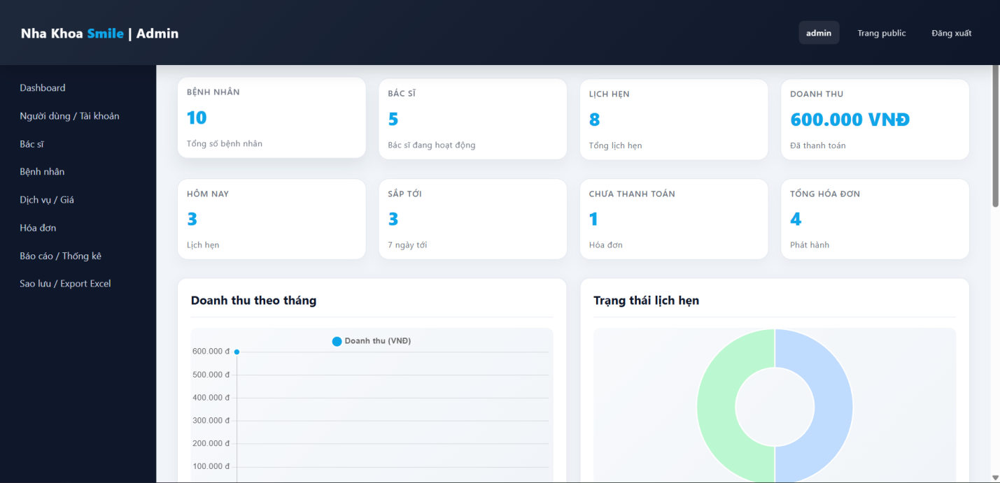 Nha Khoa Smile | Admin
admin
Trang public
Đăng xuất
Dashboard
Người dùng / Tài khoản
Bác sĩ
Bệnh nhân
Dịch vụ / Giá
Hóa đơn
Báo cáo / Thống kê
Sao lưu / Export Excel
BỆNH NHÂN
10
Tổng số bệnh nhân
BÁC SĨ
5
Bác sĩ đang hoạt động
LỊCH HẸN
8
Tổng lịch hẹn
DOANH THU
600.000 VNĐ
Đã thanh toán
HÔM NAY
3
Lịch hẹn
SẮP TỚI
3
7 ngày tới
CHƯA THANH TOÁN
1
Hóa đơn
TỔNG HÓA ĐƠN
4
Phát hành
Doanh thu theo tháng
Doanh thu (VNĐ)
600.000 đ
500.000 đ
400.000 đ
300.000 đ
200.000 đ
100.000 đ
Trạng thái lịch hẹn